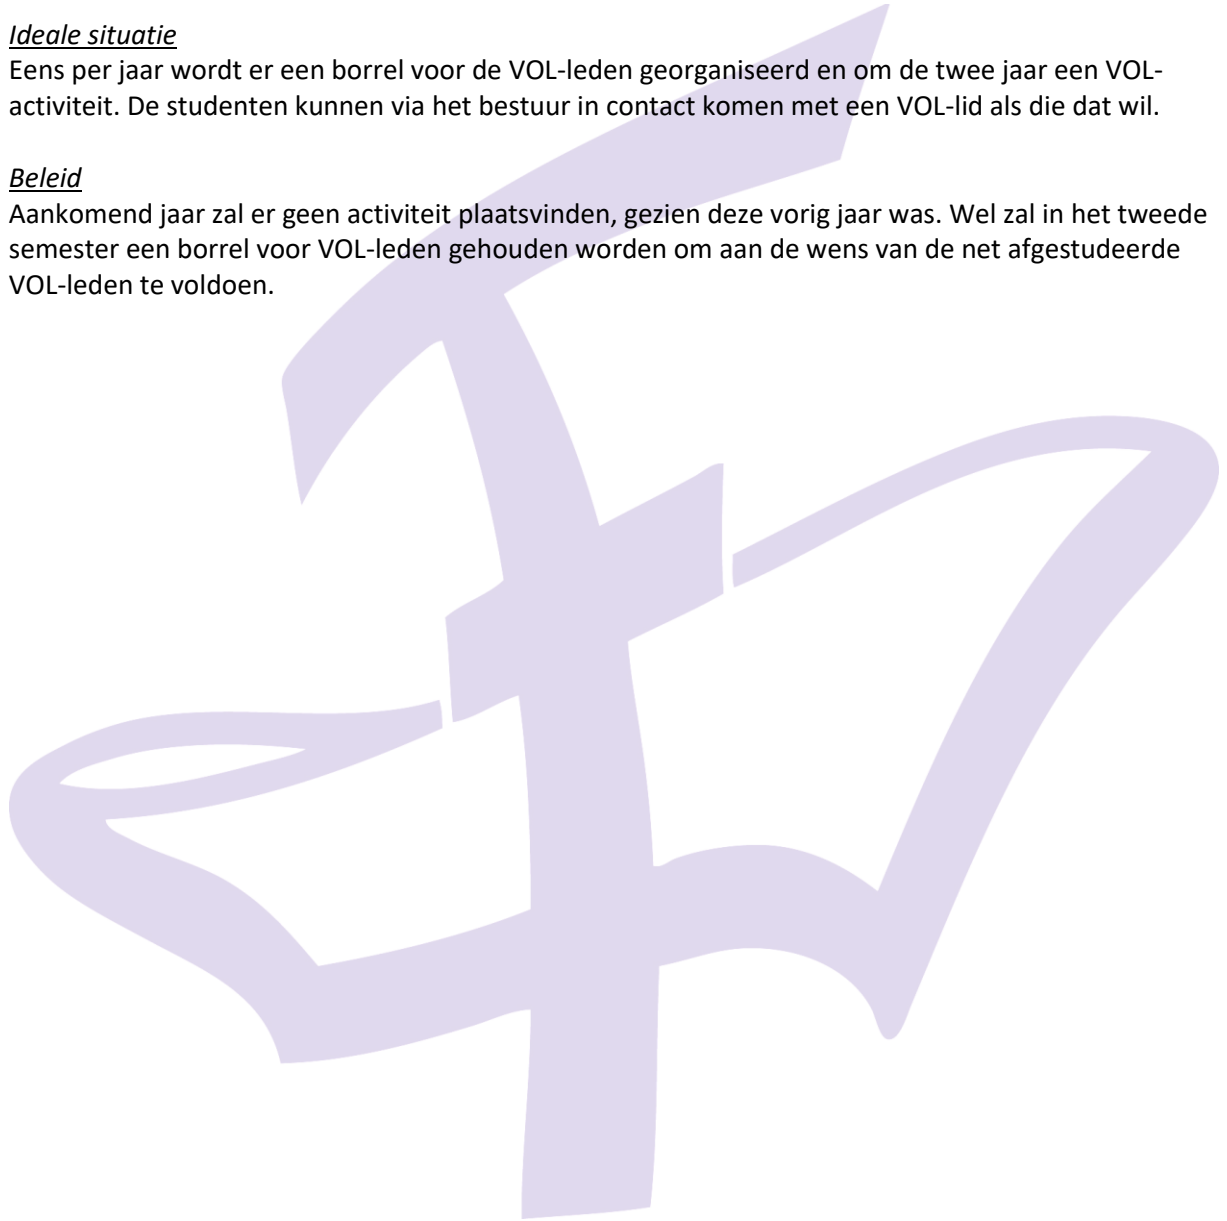 Ideale situatie
Eens per jaar wordt er een borrel voor de VOL-leden georganiseerd en om de twee jaar een VOL-
activiteit. De studenten kunnen via het bestuur in contact komen met een VOL-lid als die dat wil.
Beleid
Aankomend jaar zal er geen activiteit plaatsvinden, gezien deze vorig jaar was. Wel zal in het tweede
semester een borrel voor VOL-leden gehouden worden om aan de wens van de net afgestudeerde
VOL-leden te voldoen.